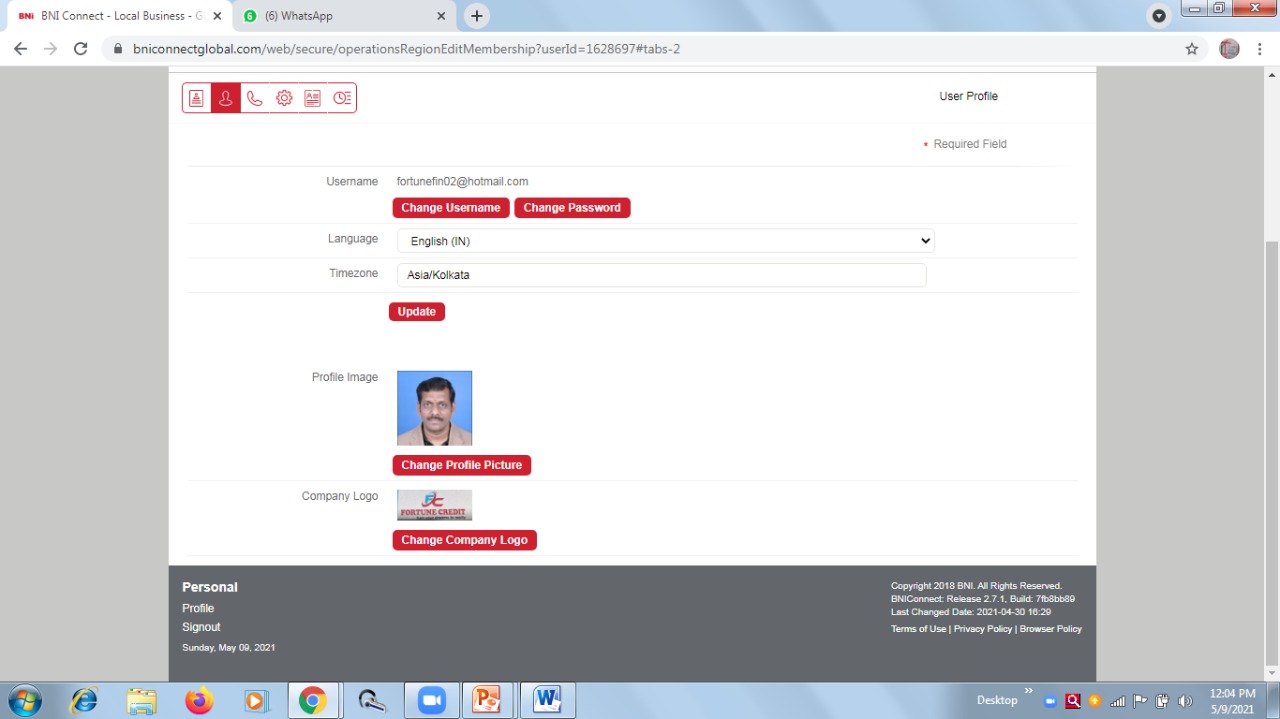 BNI BNI Connect - Local Business - G
6 (6) WhatsApp
bniconnectglobal.com/web/secure/operationsRegionEditMembership?userId=1628697#tabs-2
User Profile
* Required Field
Username fortunefin02@hotmail.com
Change Username Change Password
Language English (IN)
Timezone Asia/Kolkata
Update
Profile Image
Change Profile Picture
Company Logo
FORTUNE CREDIT
Change Company Logo
Personal
Profile
Signout
Sunday, May 09, 2021
Copyright 2018 BNI. All Rights Reserved.
BNIConnect: Release 2.7.1, Build: 7fb8bb89
Last Changed Date: 2021-04-30 16:29
Terms of Use | Privacy Policy | Browser Policy
Desktop
12:04 PM
5/9/2021